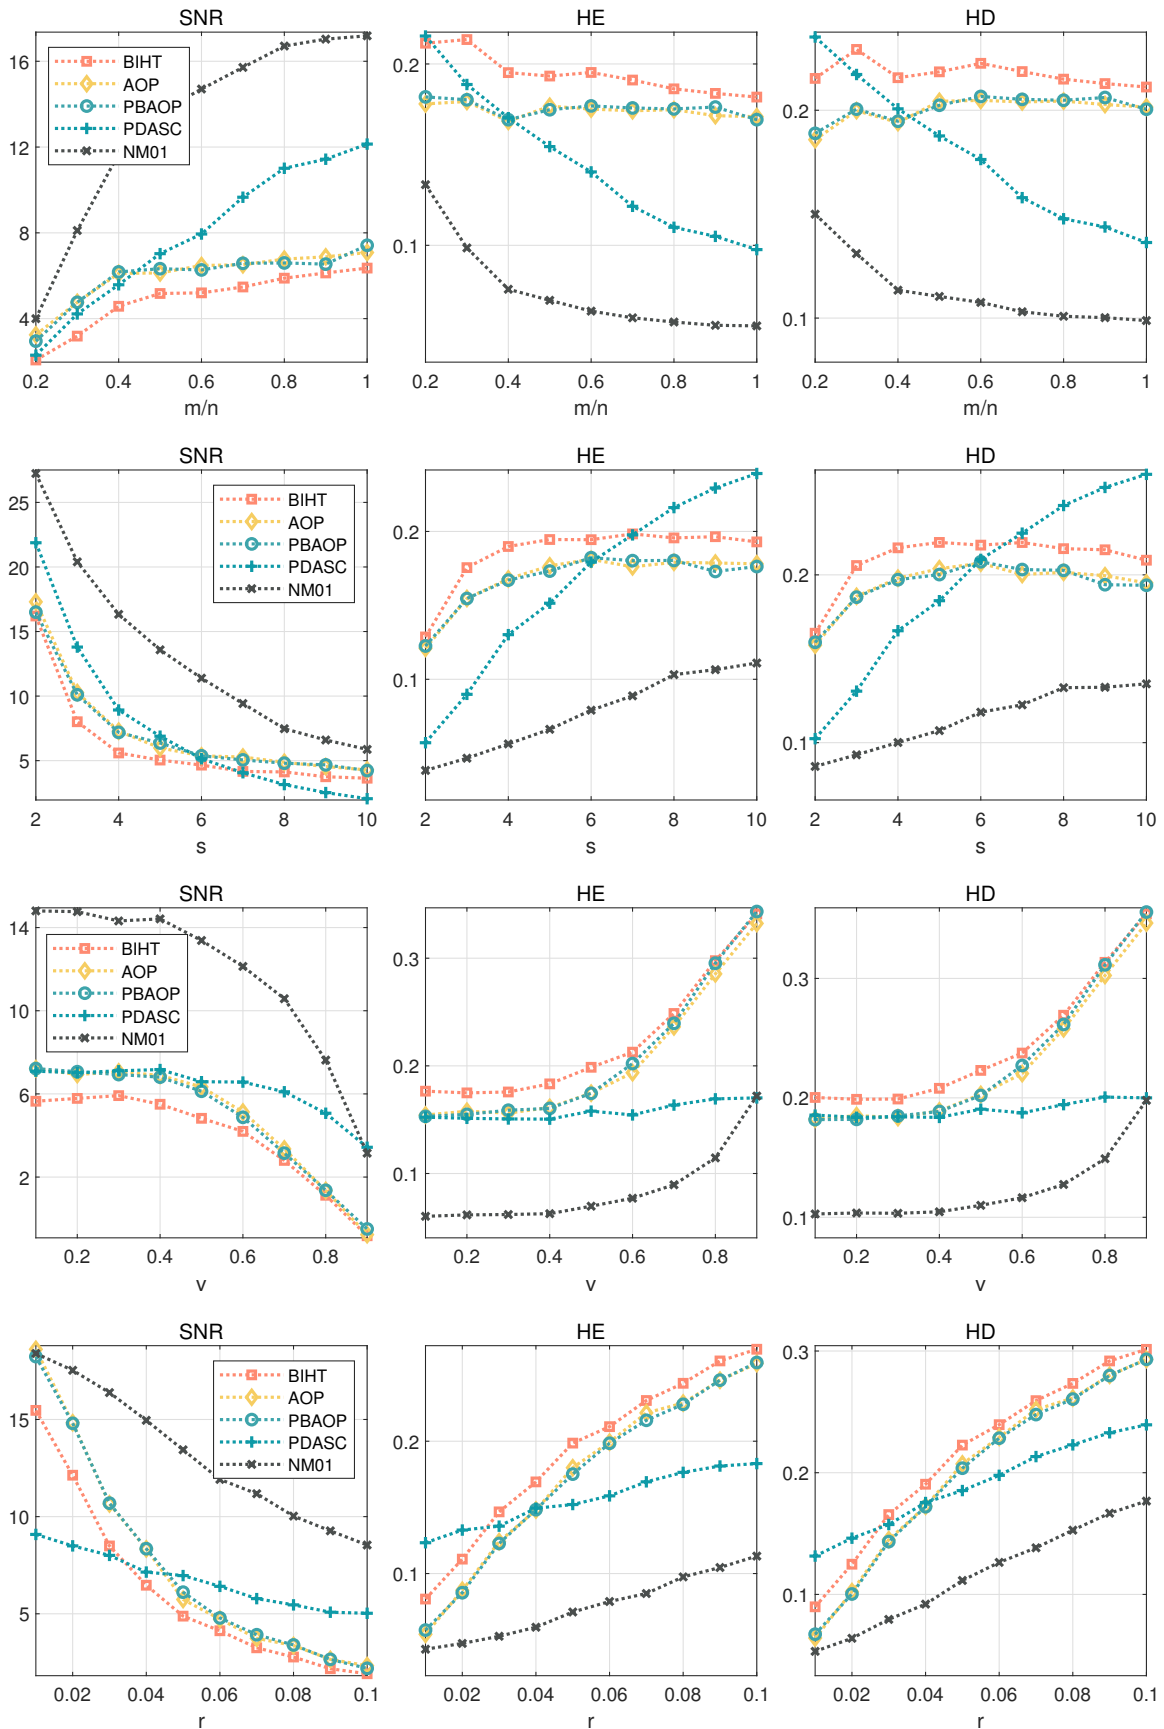 SNR HE HD
16
12
8
4
BIHT
AOP
PBAOP
PDASC
NM01
0.2
0.1
0.2
0.1
0.2 0.4 0.6 0.8 1 0.2 0.4 0.6 0.8 1 0.2 0.4 0.6 0.8 1
m/n m/n m/n
SNR HE HD
25
20
15
10
5
BIHT
AOP
PBAOP
PDASC
NM01
0.2
0.1
0.2
0.1
2 4 6 8 10 2 4 6 8 10 2 4 6 8 10
s s s
SNR HE HD
14
10
6
2
BIHT
AOP
PBAOP
PDASC
NM01
0.3
0.2
0.1
0.3
0.2
0.1
0.2 0.4 0.6 0.8 0.2 0.4 0.6 0.8 0.2 0.4 0.6 0.8
v v v
SNR HE HD
15
10
5
BIHT
AOP
PBAOP
PDASC
NM01
0.2
0.1
0.3
0.2
0.1
0.02 0.04 0.06 0.08 0.1 0.02 0.04 0.06 0.08 0.1 0.02 0.04 0.06 0.08 0.1
r r r